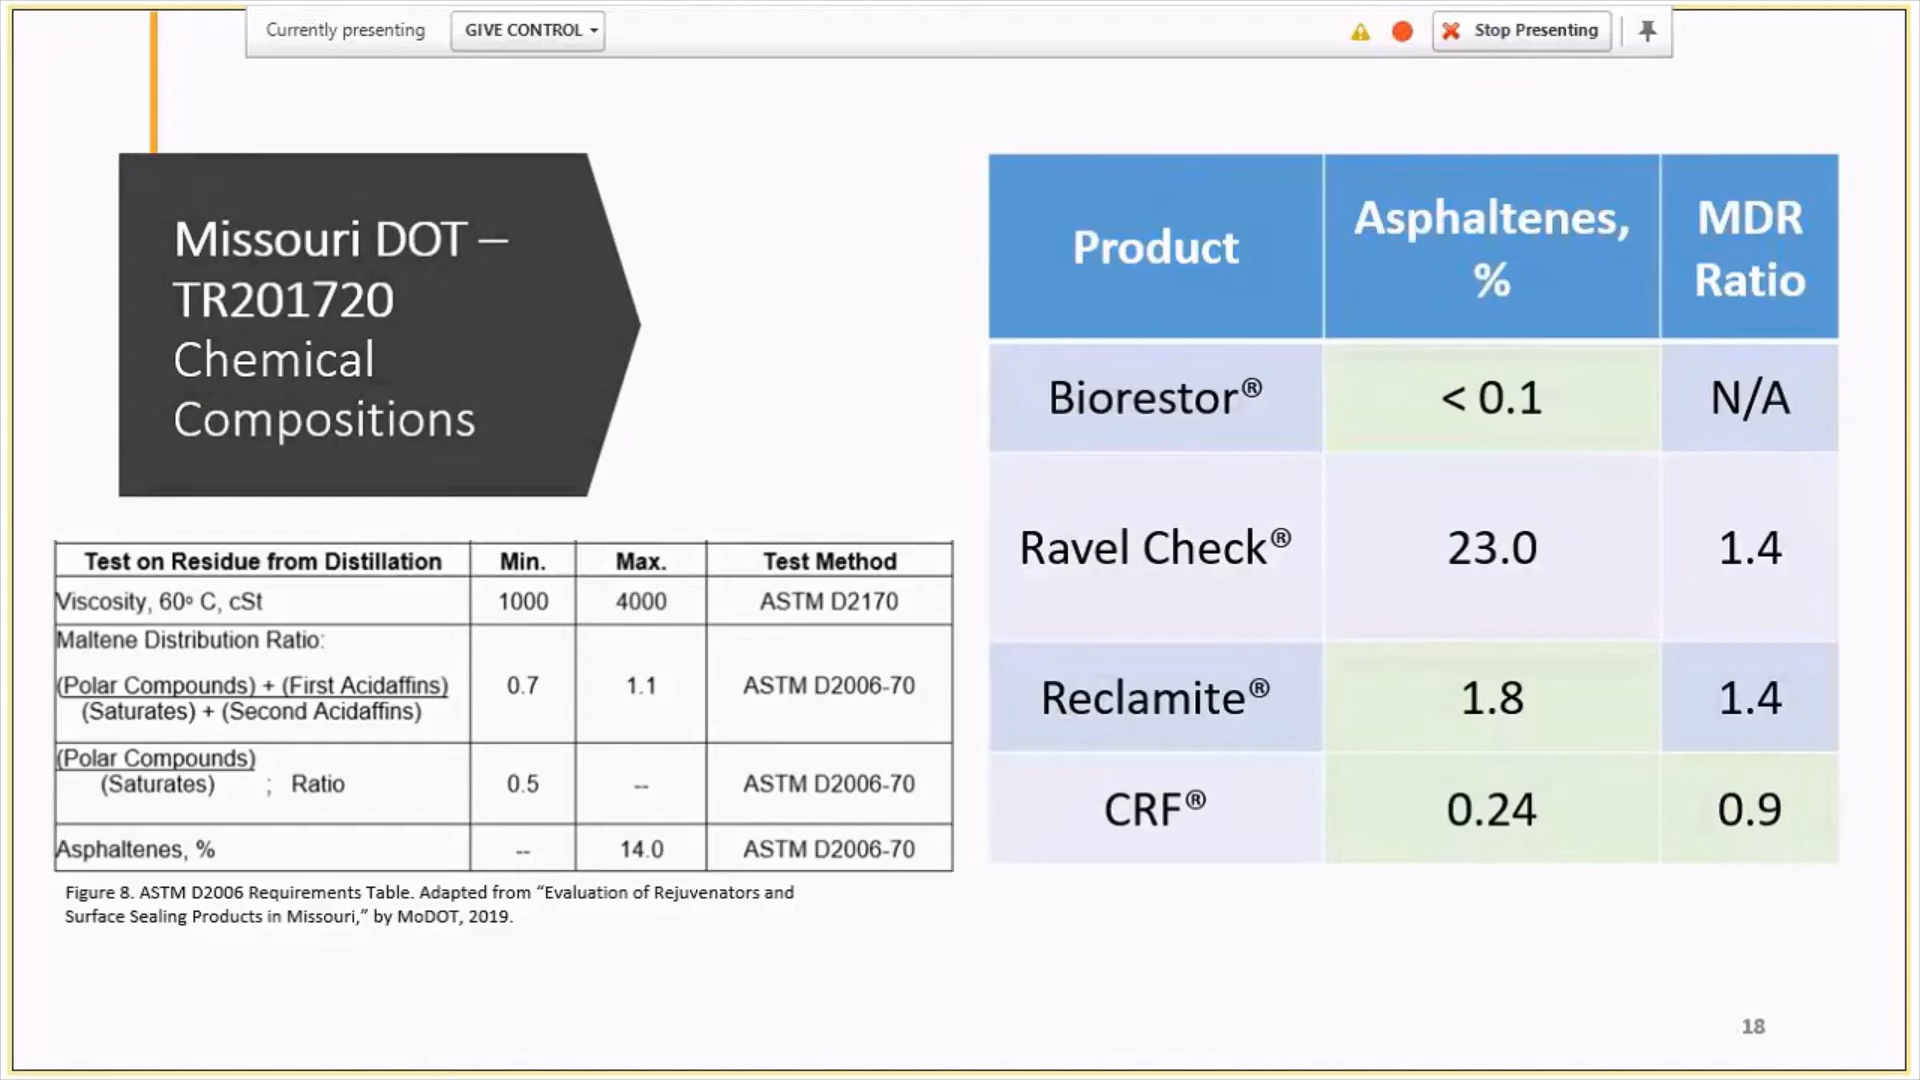 Currently presenting GIVE CONTROL Stop Presenting
Missouri DOT –
TR201720
Chemical
Compositions
Test on Residue from Distillation Min. Max. Test Method
Viscosity, 60o C, cSt 1000 4000 ASTM D2170
Maltene Distribution Ratio:
(Polar Compounds) + (First Acidaffins) 0.7 1.1 ASTM D2006-70
(Saturates) + (Second Acidaffins)
(Polar Compounds)
(Saturates) ; Ratio 0.5 -- ASTM D2006-70
Asphaltenes, % -- 14.0 ASTM D2006-70
Figure 8. ASTM D2006 Requirements Table. Adapted from “Evaluation of Rejuvenators and
Surface Sealing Products in Missouri,” by MoDOT, 2019.
Product Asphaltenes, % MDR Ratio
Biorestor® < 0.1 N/A
Ravel Check® 23.0 1.4
Reclamite® 1.8 1.4
CRF® 0.24 0.9
18